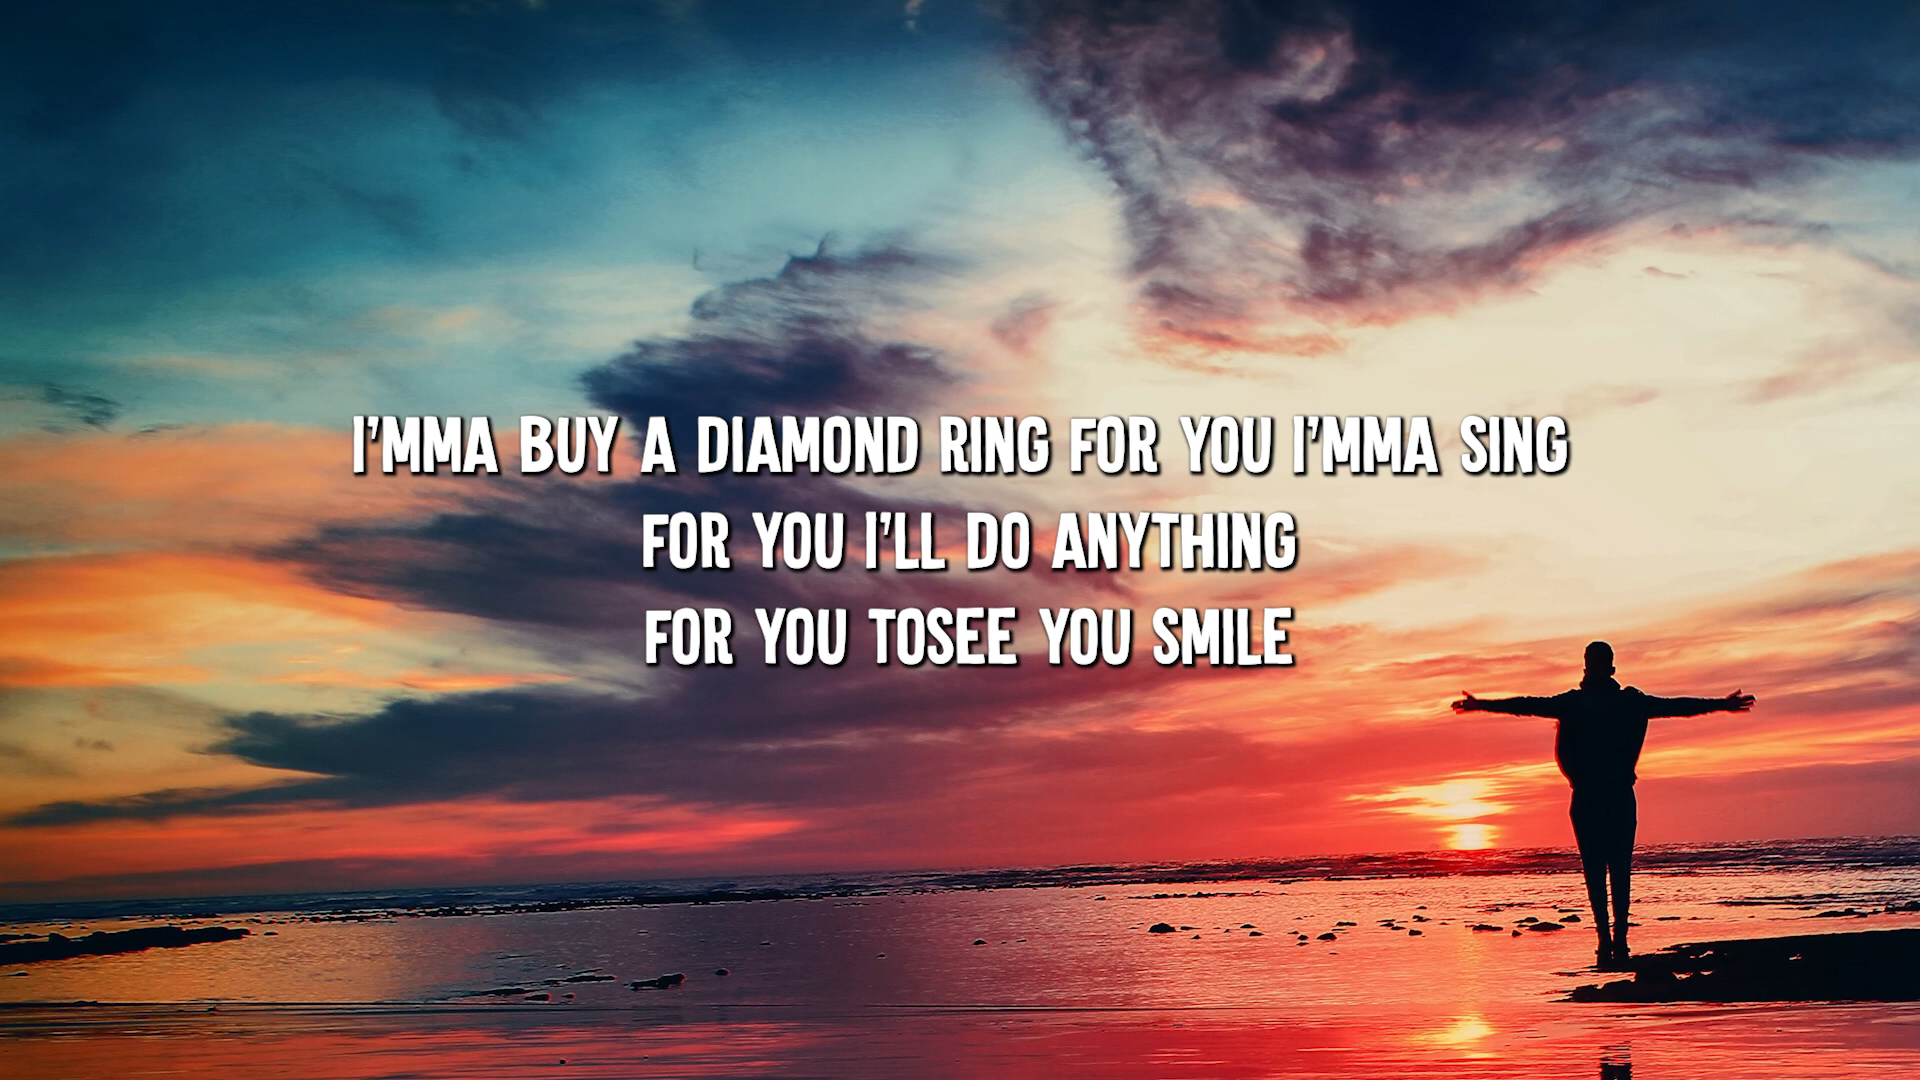 I'MMA BUY A DIAMOND RING FOR YOU I'MMA SING
FOR YOU I'LL DO ANYTHING
FOR YOU TOSEE YOU SMILE